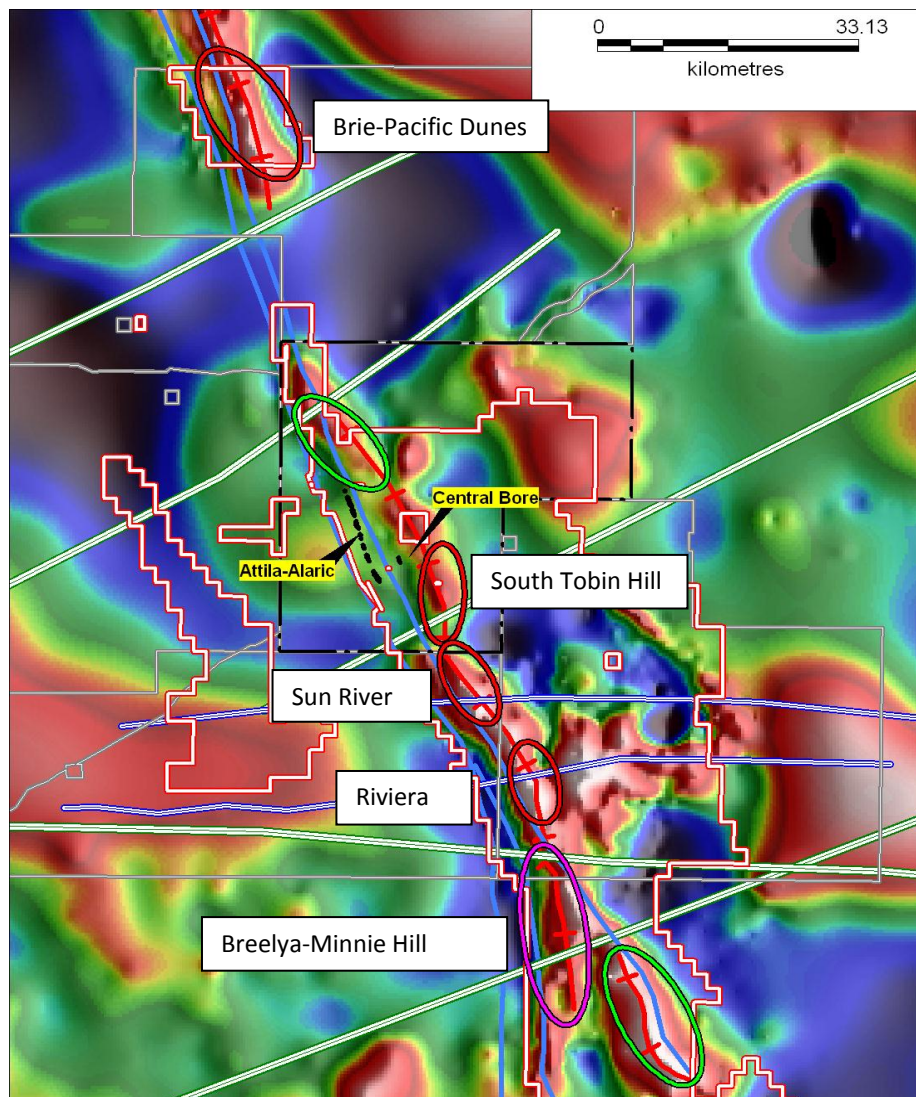 0 33.13
kilometres
Brie-Pacific Dunes
Central Bore
Attila-Alaric
South Tobin Hill
Sun River
Riviera
Breelya-Minnie Hill